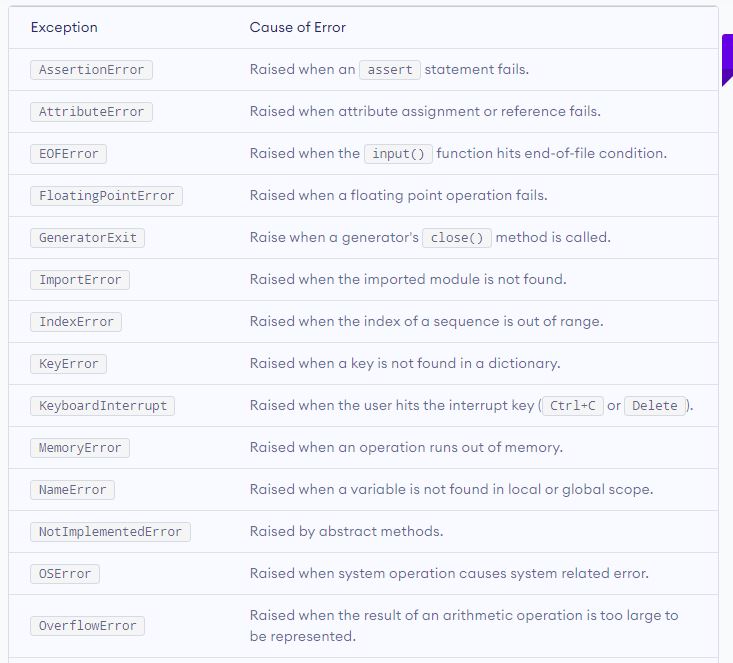 Exception Cause of Error
AssertionError Raised when an assert statement fails.
AttributeError Raised when attribute assignment or reference fails.
EOFError Raised when the input() function hits end-of-file condition.
FloatingPointError Raised when a floating point operation fails.
GeneratorExit Raise when a generator's close() method is called.
ImportError Raised when the imported module is not found.
IndexError Raised when the index of a sequence is out of range.
KeyError Raised when a key is not found in a dictionary.
KeyboardInterrupt Raised when the user hits the interrupt key (Ctrl+C or Delete).
MemoryError Raised when an operation runs out of memory.
NameError Raised when a variable is not found in local or global scope.
NotImplementedError Raised by abstract methods.
OSError Raised when system operation causes system related error.
OverflowError Raised when the result of an arithmetic operation is too large to
be represented.